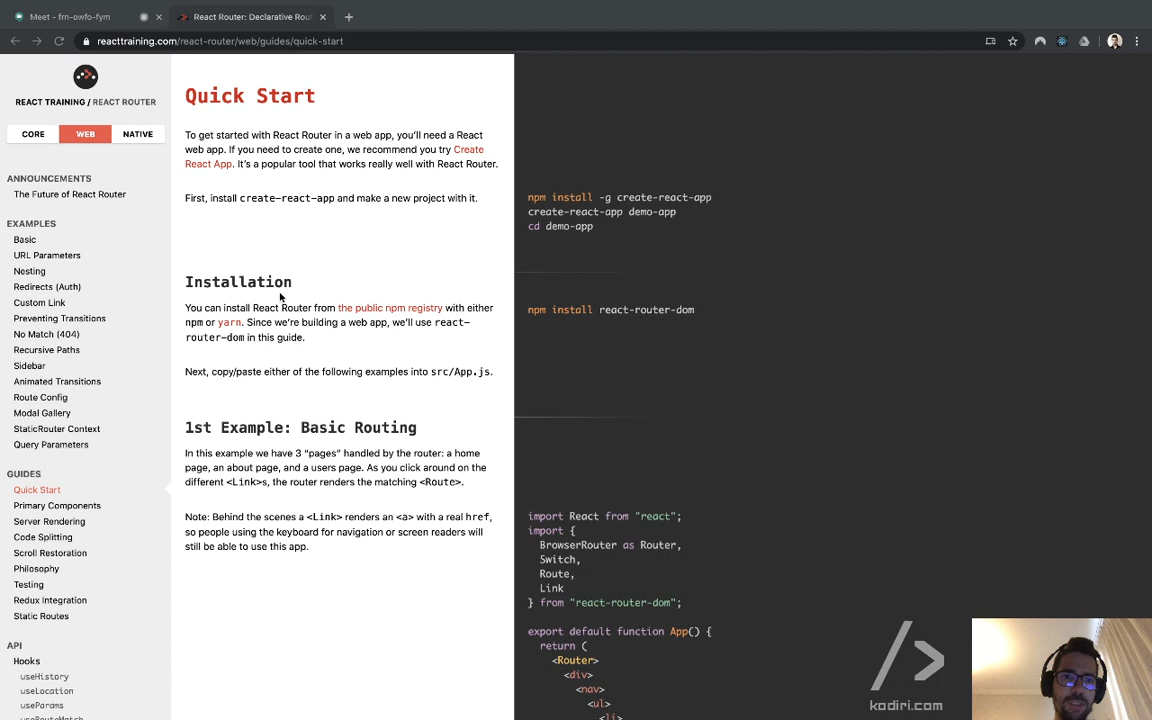 Meet - frn-owfo-fym
React Router: Declarative Rout
reacttraining.com/react-router/web/guides/quick-start
REACT TRAINING / REACT ROUTER
CORE
WEB
NATIVE
ANNOUNCEMENTS
The Future of React Router
EXAMPLES
Basic
URL Parameters
Nesting
Redirects (Auth)
Custom Link
Preventing Transitions
No Match (404)
Recursive Paths
Sidebar
Animated Transitions
Route Config
Modal Gallery
StaticRouter Context
Query Parameters
GUIDES
Quick Start
Primary Components
Server Rendering
Code Splitting
Scroll Restoration
Philosophy
Testing
Redux Integration
Static Routes
API
Hooks
useHistory
useLocation
useParams
useRouteMatch
Quick Start
To get started with React Router in a web app, you'll need a React
web app. If you need to create one, we recommend you try Create
React App. It's a popular tool that works really well with React Router.
First, install create-react-app and make a new project with it.
Installation
You can install React Router from the public npm registry with either
npm or yarn. Since we're building a web app, we'll use react-
router-dom in this guide.
Next, copy/paste either of the following examples into src/App.js.
1st Example: Basic Routing
In this example we have 3 "pages" handled by the router: a home
page, an about page, and a users page. As you click around on the
different <Link>s, the router renders the matching <Route>.
Note: Behind the scenes a <Link> renders an <a> with a real href,
so people using the keyboard for navigation or screen readers will
still be able to use this app.
npm install -g create-react-app
create-react-app demo-app
cd demo-app
npm install react-router-dom
import React from "react";
import {
BrowserRouter as Router,
Switch,
Route,
Link
} from "react-router-dom";
export default function App() {
return (
<Router>
<div>
<nav>
<ul>
<li>
kodiri.com